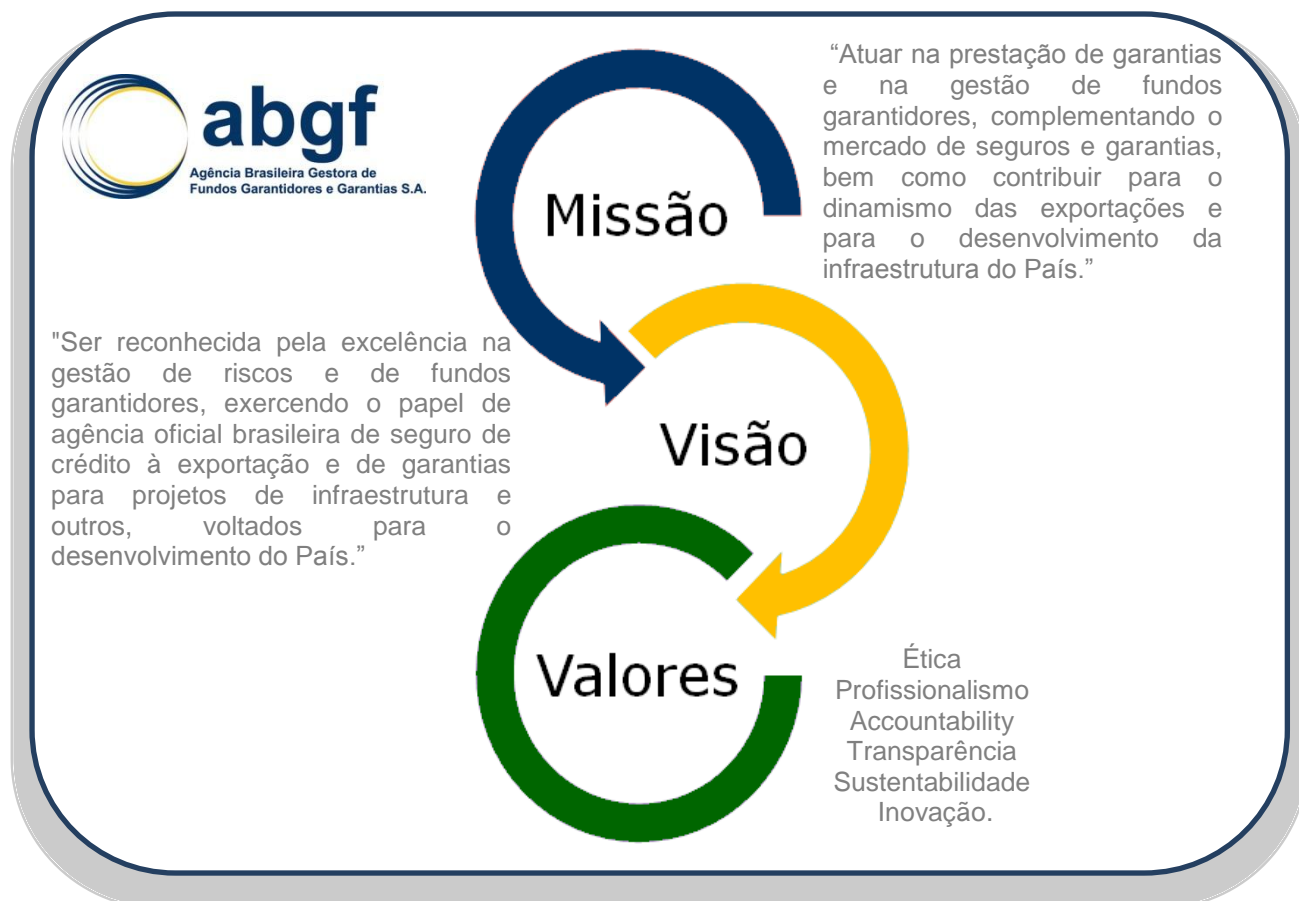 abgf
Agência Brasileira Gestora de
Fundos Garantidores e Garantias S.A.
Missão
“Atuar na prestação de garantias
e na gestão de fundos
garantidores, complementando o
mercado de seguros e garantias,
bem como contribuir para o
dinamismo das exportações e
para o desenvolvimento da
infraestrutura do País.”
Visão
"Ser reconhecida pela excelência na
gestão de riscos e de fundos
garantidores, exercendo o papel de
agência oficial brasileira de seguro de
crédito à exportação e de garantias
para projetos de infraestrutura e
outros, voltados para o
desenvolvimento do País.”
Valores
Ética
Profissionalismo
Accountability
Transparência
Sustentabilidade
Inovação.